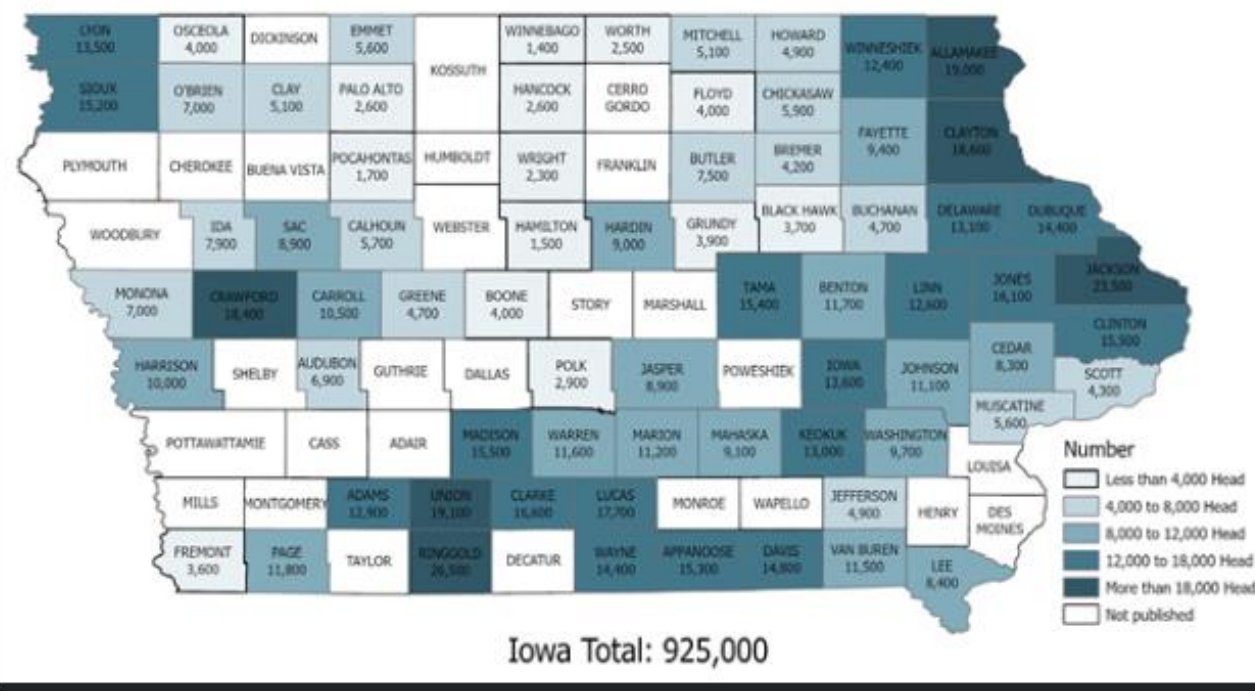 LYON
13,500
OSCEOLA
4,000
DICKINSON
EMMET
5,600
KOSSUTH
WINNEBAGO
1,400
WORTH
2,500
MITCHELL
5,100
HOWARD
4,900
WINNESHIEK
12,400
ALLAMAKEE
19,000
SIOUX
15,200
O'BRIEN
7,000
CLAY
5,100
PALO ALTO
2,600
HANCOCK
2,600
CERRO
GORDO
FLOYD
4,000
CHICKASAW
5,900
FAYETTE
9,400
CLAYTON
18,600
PLYMOUTH
CHEROKEE
BUENA VISTA
POCAHONTAS
1,700
HUMBOLDT
WRIGHT
2,300
FRANKLIN
BUTLER
7,500
BREMER
4,200
WOODBURY
IDA
7,900
SAC
8,900
CALHOUN
5,700
WEBSTER
HAMILTON
1,500
HARDIN
9,000
GRUNDY
3,900
BLACK HAWK
3,700
BUCHANAN
4,700
DELAWARE
13,100
DUBUQUE
14,400
MONONA
7,000
CRAWFORD
18,400
CARROLL
10,500
GREENE
4,700
BOONE
4,000
STORY
MARSHALL
TAMA
15,400
BENTON
11,700
LINN
12,600
JONES
16,100
JACKSON
23,500
CLINTON
15,500
HARRISON
10,000
SHELBY
AUDUBON
6,900
GUTHRIE
DALLAS
POLK
2,900
JASPER
8,900
POWESHIEK
IOWA
13,600
JOHNSON
11,100
CEDAR
8,300
SCOTT
4,300
MUSCATINE
5,600
POTTAWATTAMIE
CASS
ADAIR
MADISON
15,500
WARREN
11,600
MARION
11,200
MAHASKA
9,100
KEOKUK
13,000
WASHINGTON
9,700
LOUISA
MILLS
MONTGOMERY
ADAMS
12,900
UNION
19,100
CLARKE
16,600
LUCAS
17,700
MONROE
WAPELLO
JEFFERSON
4,900
HENRY
DES
MOINES
FREMONT
3,600
PAGE
11,800
TAYLOR
RINGGOLD
26,500
DECATUR
WAYNE
14,400
APPANOOSE
15,300
DAVIS
14,800
VAN BUREN
11,500
LEE
8,400
Number
Less than 4,000 Head
4,000 to 8,000 Head
8,000 to 12,000 Head
12,000 to 18,000 Head
More than 18,000 Head
Not published
Iowa Total: 925,000